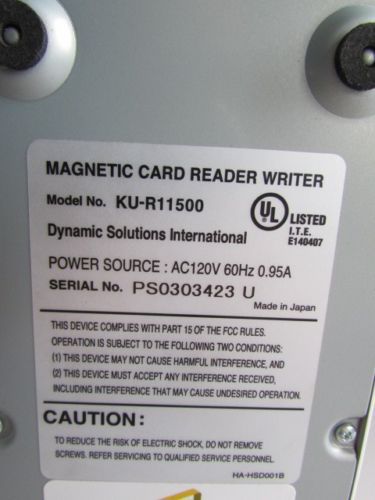 MAGNETIC CARD READER WRITER
Model No. KU-R11500
UL LISTED
I.T.E.
E140407
Dynamic Solutions International
POWER SOURCE : AC120V 60Hz 0.95A
SERIAL No. PS0303423 U
Made in Japan
THIS DEVICE COMPLIES WITH PART 15 OF THE FCC RULES.
OPERATION IS SUBJECT TO THE FOLLOWING TWO CONDITIONS:
(1) THIS DEVICE MAY NOT CAUSE HARMFUL INTERFERENCE, AND
(2) THIS DEVICE MUST ACCEPT ANY INTERFERENCE RECEIVED,
INCLUDING INTERFERENCE THAT MAY CAUSE UNDESIRED OPERATION.
CAUTION:
TO REDUCE THE RISK OF ELECTRIC SHOCK, DO NOT REMOVE
SCREWS. REFER SERVICING TO QUALIFIED SERVICE PERSONNEL.
HA-HSD001B